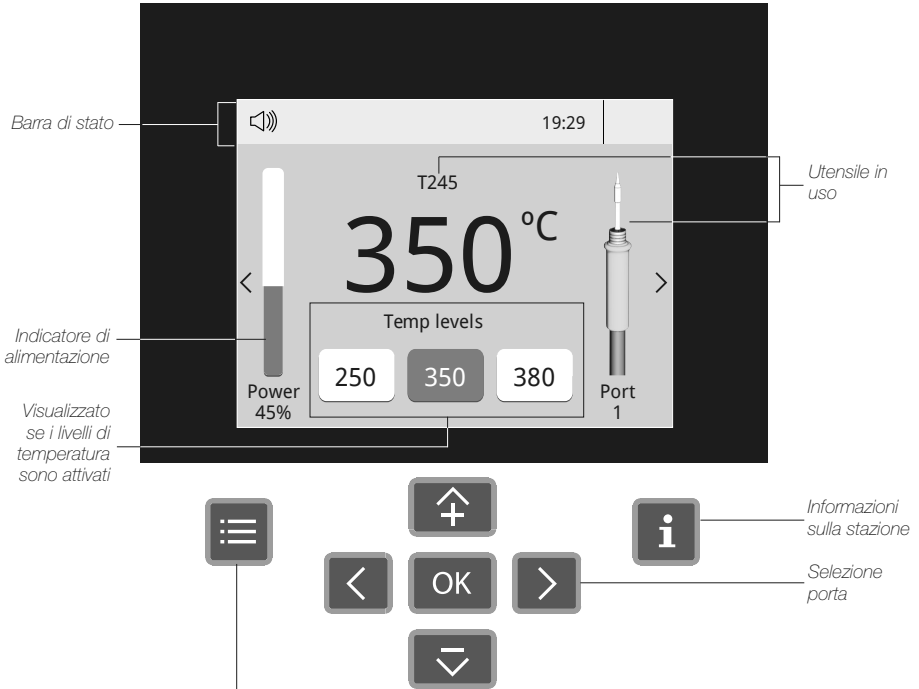 Barra di stato
19:29
T245
Utensile in
uso
350 ºC
Temp levels
250 350 380
Indicatore di
alimentazione
Power
45%
Port
1
Visualizzato
se i livelli di
temperatura
sono attivati
Informazioni
sulla stazione
OK
Selezione
porta